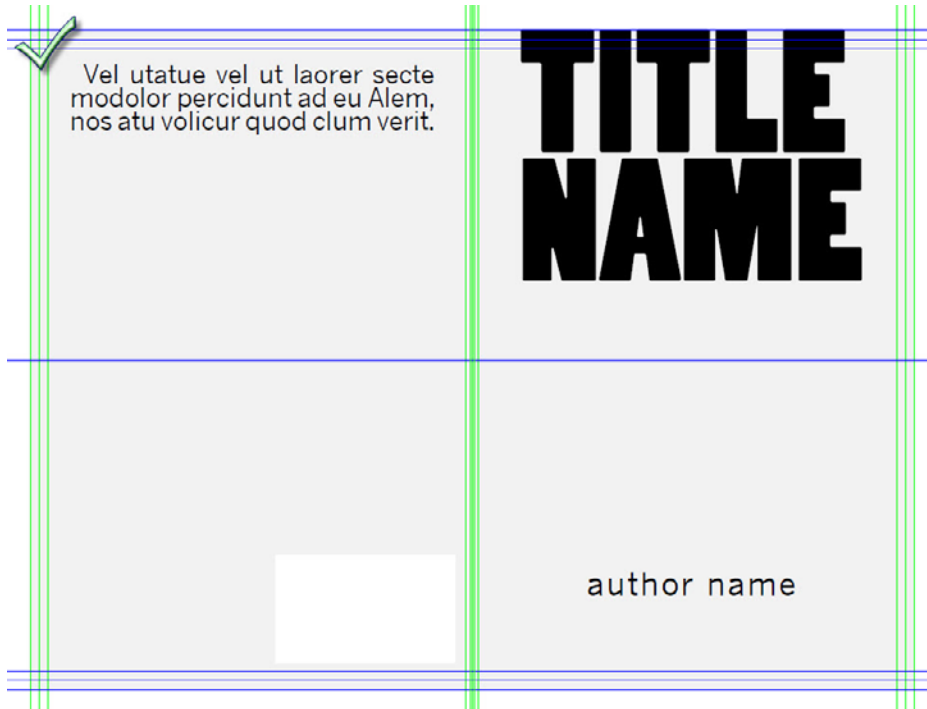 Vel utatue vel ut laorer secte
modolor percidunt ad eu Alem,
nos atu volicur quod clum verit.
TITLE
NAME
author name